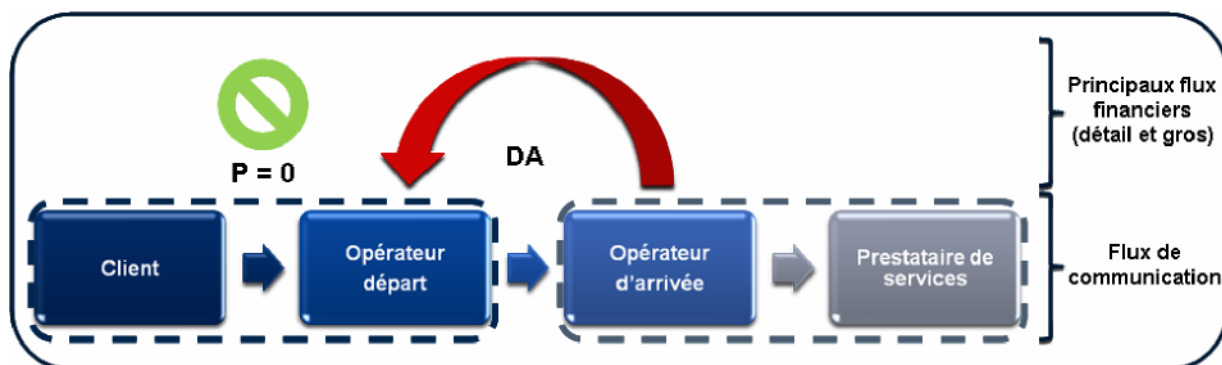 Principaux flux
financiers
(détail et gros)
P = 0
DA
Client
Opérateur
départ
Opérateur
d'arrivée
Prestataire de
services
Flux de
communication